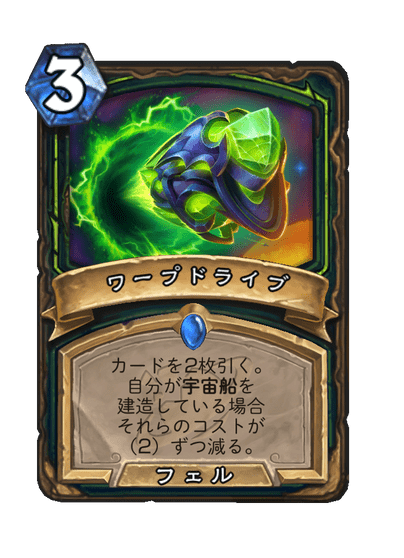 3
ワープドライブ
カードを2枚引く。
自分が宇宙船を
建造している場合
それらのコストが
（2）ずつ減る。
フェル